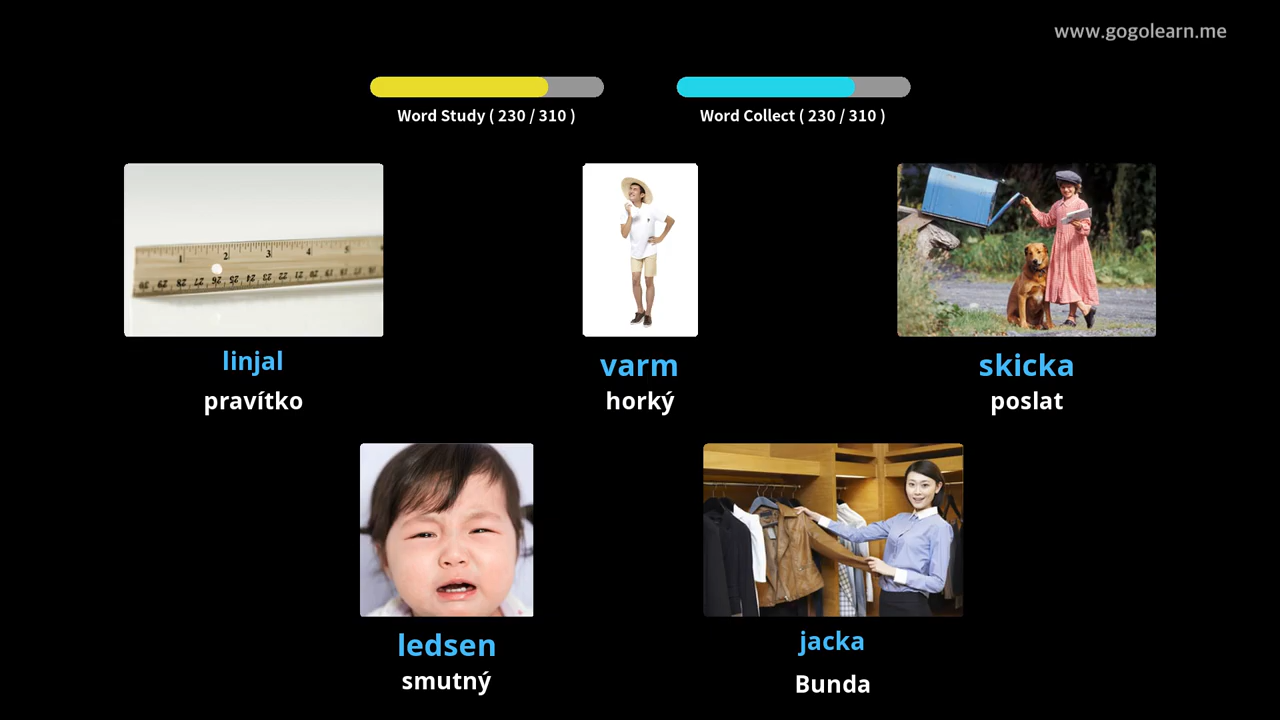 www.gogolearn.me
Word Study ( 230 / 310 )
Word Collect ( 230 / 310 )
linjal
pravítko
varm
horký
skicka
poslat
ledsen
smutný
jacka
Bunda